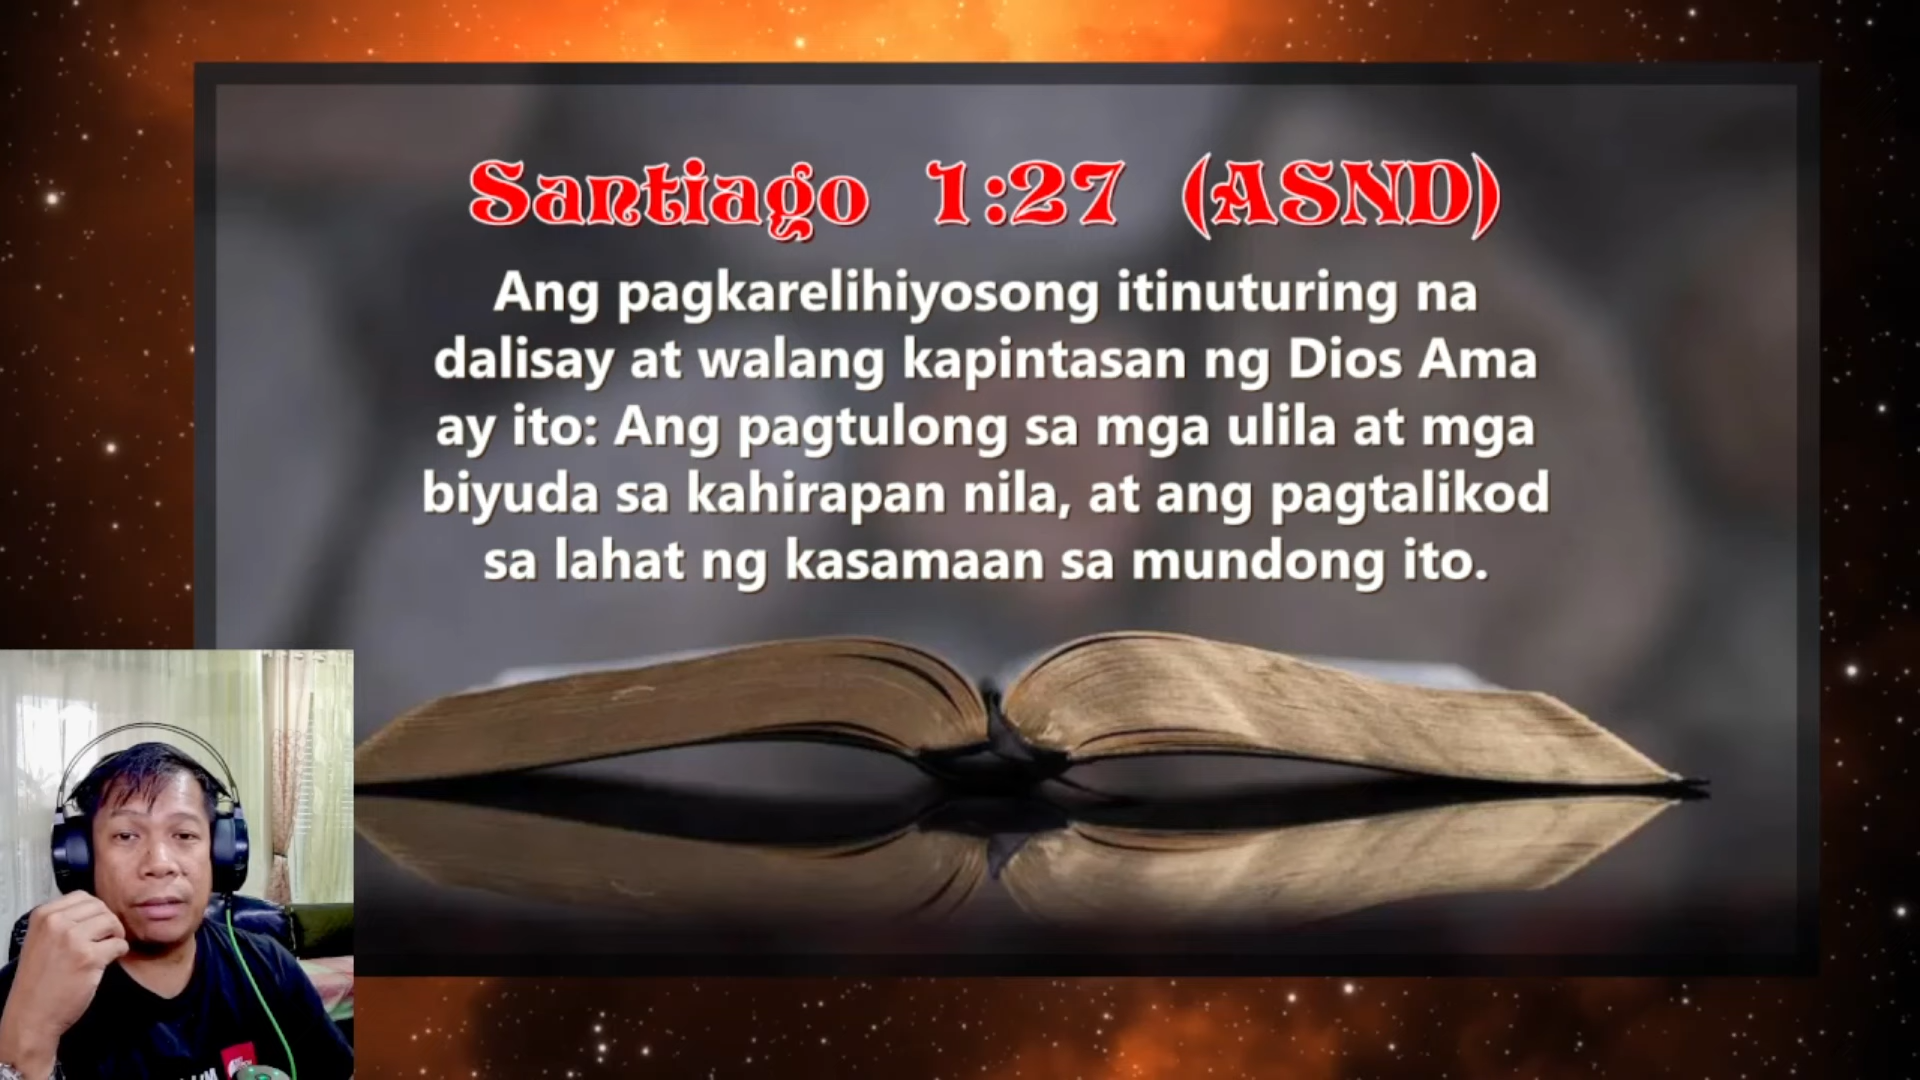 Santiago 1:27 (ASND)
Ang pagkarelihiyosong itinuturing na
dalisay at walang kapintasan ng Dios Ama
ay ito: Ang pagtulong sa mga ulila at mga
biyuda sa kahirapan nila, at ang pagtalikod
sa lahat ng kasamaan sa mundong ito.